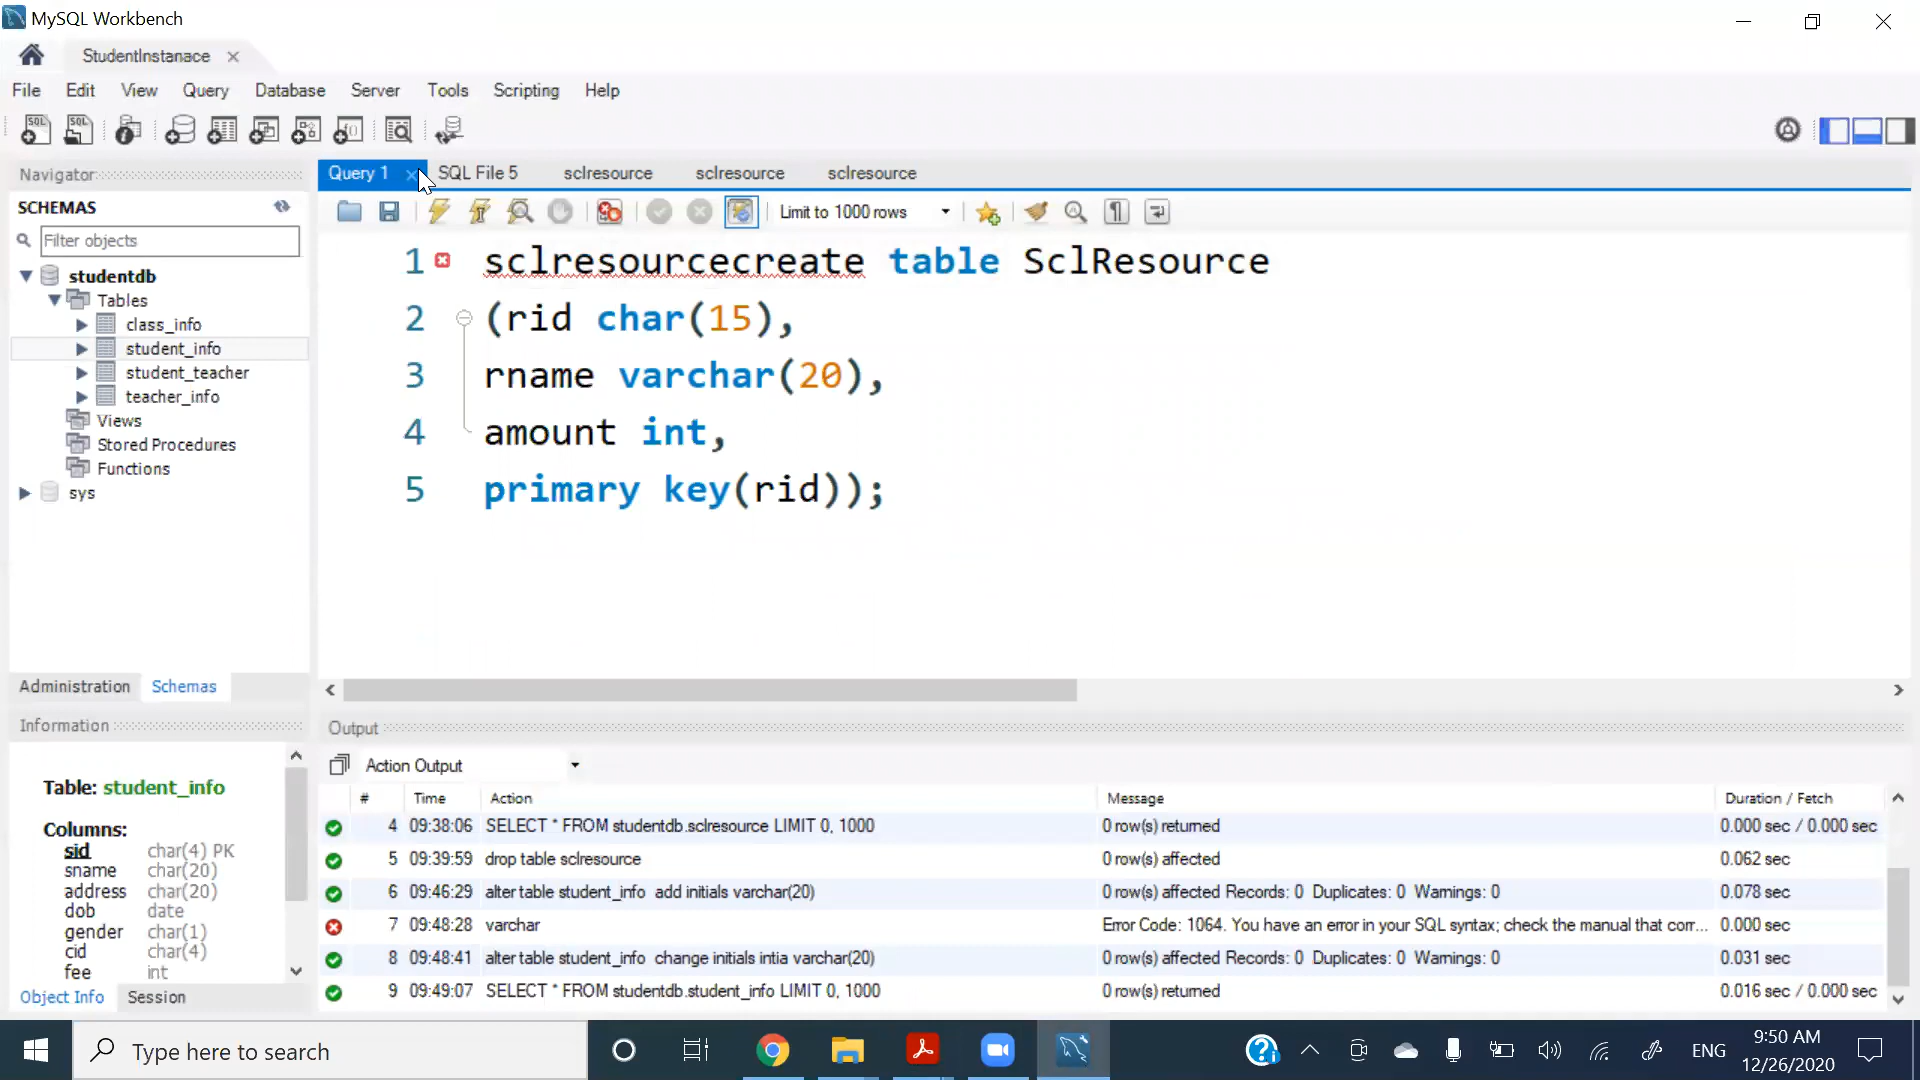 MySQL Workbench
StudentInstanace
File Edit View Query Database Server Tools Scripting Help
Navigator
SCHEMAS
Filter objects
studentdb
Tables
class_info
student_info
student_teacher
teacher_info
Views
Stored Procedures
Functions
sys
Administration Schemas
Information
Table: student_info
Columns:
sid char(4) PK
sname char(20)
address char(20)
dob date
gender char(1)
cid char(4)
fee int
Object Info Session
Query 1 SQL File 5 sclresource sclresource sclresource
Limit to 1000 rows
1 sclresourcecreate table SclResource
2 (rid char(15),
3 rname varchar(20),
4 amount int,
5 primary key(rid));
Output
Action Output
# Time Action Message Duration / Fetch
4 09:38:06 SELECT * FROM studentdb.sclresource LIMIT 0, 1000 0 row(s) returned 0.000 sec / 0.000 sec
5 09:39:59 drop table sclresource 0 row(s) affected 0.062 sec
6 09:46:29 alter table student_info add initials varchar(20) 0 row(s) affected Records: 0 Duplicates: 0 Warnings: 0 0.078 sec
7 09:48:28 varchar Error Code: 1064. You have an error in your SQL syntax; check the manual that corr... 0.000 sec
8 09:48:41 alter table student_info change initials intia varchar(20) 0 row(s) affected Records: 0 Duplicates: 0 Warnings: 0 0.031 sec
9 09:49:07 SELECT * FROM studentdb.student_info LIMIT 0, 1000 0 row(s) returned 0.016 sec / 0.000 sec
Type here to search
ENG
9:50 AM
12/26/2020